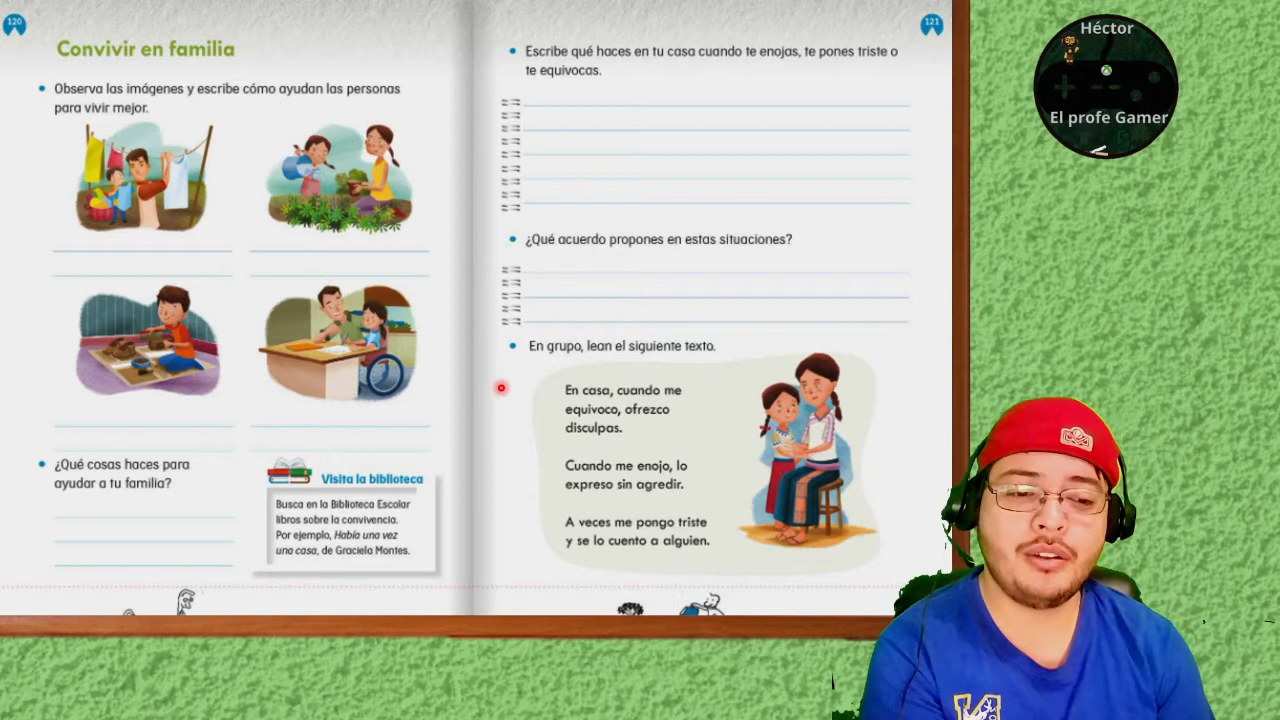 120
Convivir en familia
• Observa las imágenes y escribe cómo ayudan las personas
para vivir mejor.
• ¿Qué cosas haces para
ayudar a tu familia?
Visita la biblioteca
Busca en la Biblioteca Escolar
libros sobre la convivencia.
Por ejemplo, Había una vez
una casa, de Graciela Montes.
121
• Escribe qué haces en tu casa cuando te enojas, te pones triste o
te equivocas.
• ¿Qué acuerdo propones en estas situaciones?
• En grupo, lean el siguiente texto.
En casa, cuando me
equivoco, ofrezco
disculpas.
Cuando me enojo, lo
expreso sin agredir.
A veces me pongo triste
y se lo cuento a alguien.
Héctor
El profe Gamer